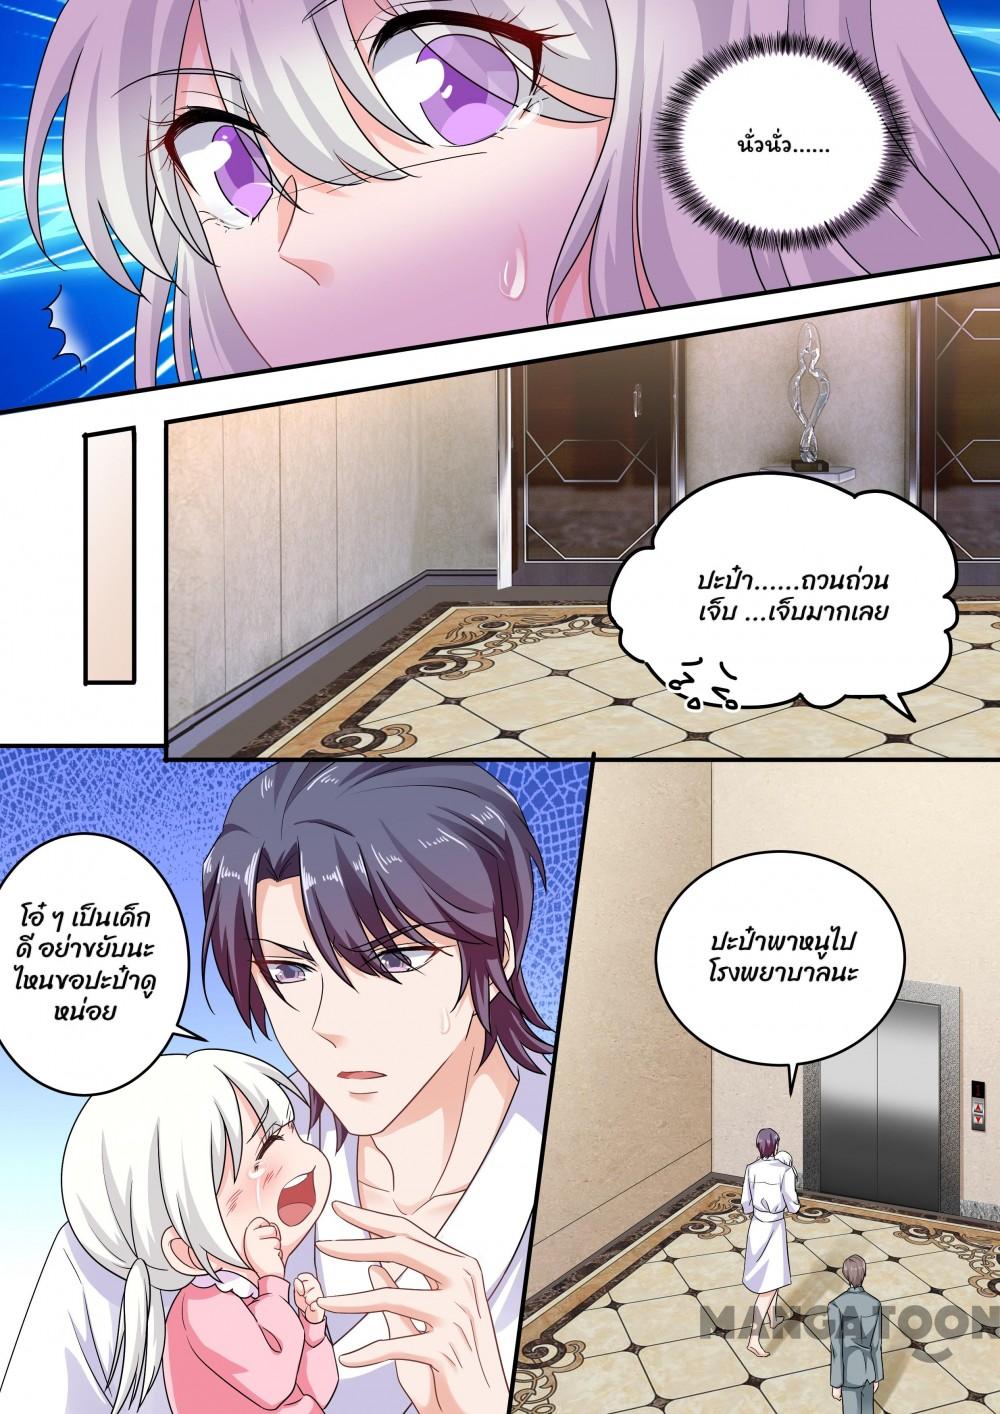 นั่วนั่ว......
ปะป๋า......ถวนถ่วน
เจ็บ ...เจ็บมากเลย
โอ๋ ๆ เป็นเด็ก
ดี อย่าขยับนะ
ไหนขอปะป๋าดู
หน่อย
ปะป๋าพาหนูไป
โรงพยาบาลนะ
MANGATOON